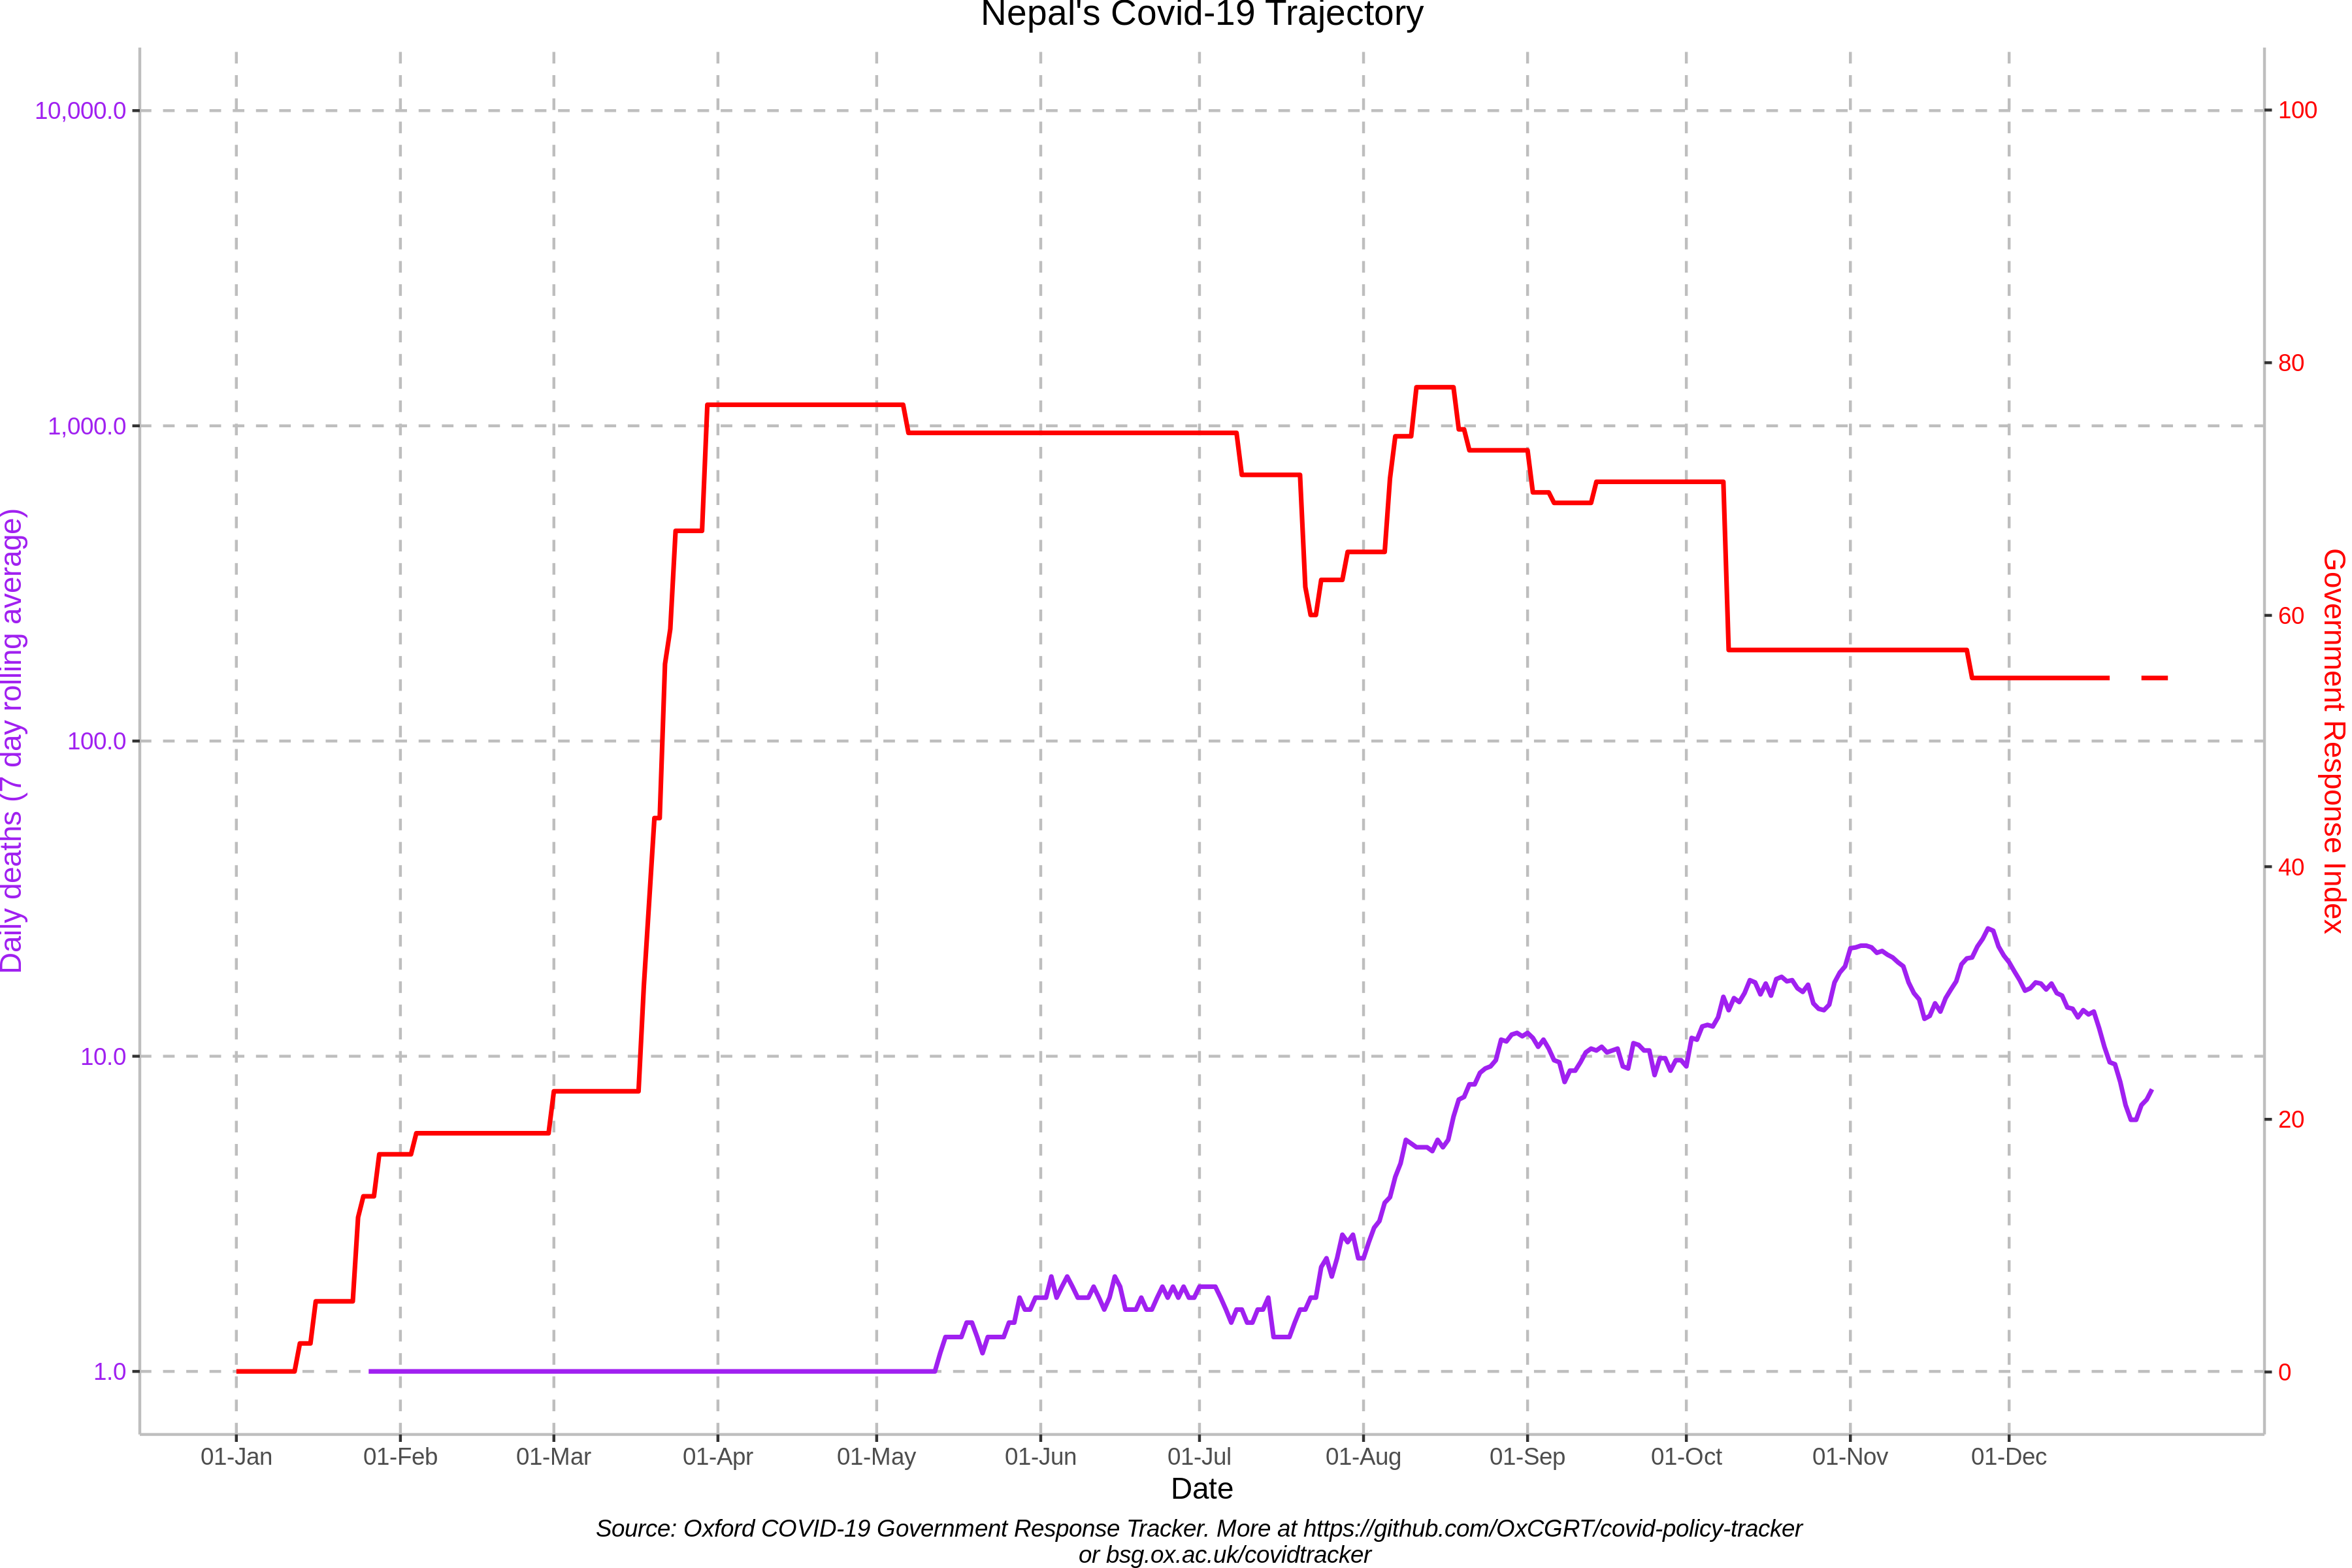 Nepal's Covid-19 Trajectory
10,000.0
1,000.0
100.0
10.0
1.0
Daily deaths (7 day rolling average)
100
80
60
40
20
0
Government Response Index
01-Jan 01-Feb 01-Mar 01-Apr 01-May 01-Jun 01-Jul 01-Aug 01-Sep 01-Oct 01-Nov 01-Dec
Date
Source: Oxford COVID-19 Government Response Tracker. More at https://github.com/OxCGRT/covid-policy-tracker
or bsg.ox.ac.uk/covidtracker